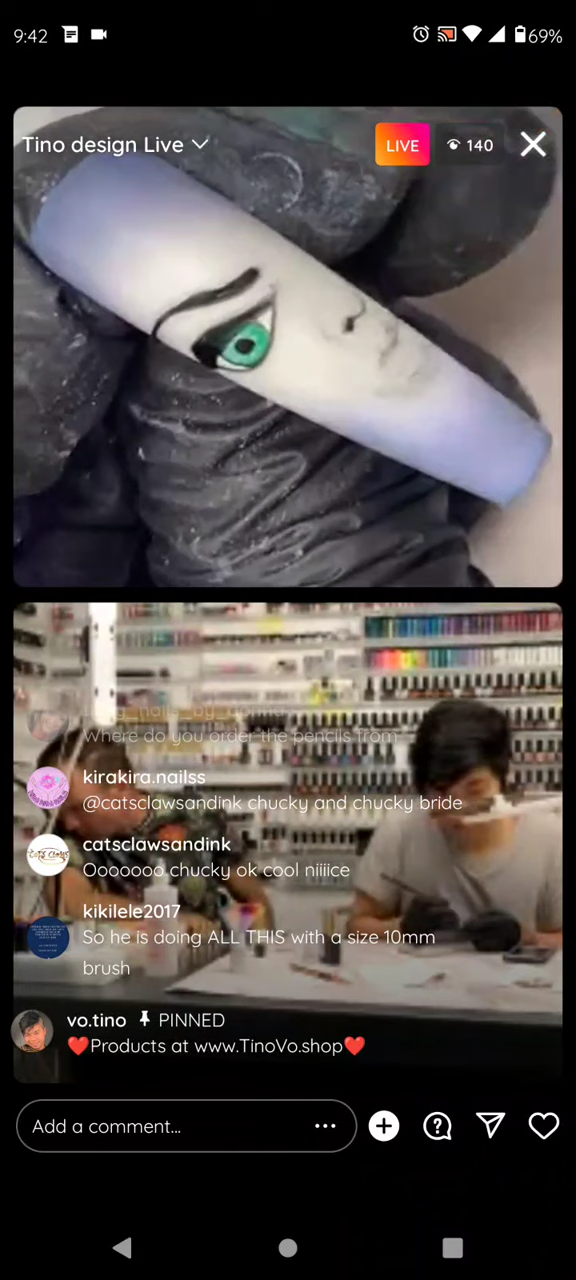 9:42
69%
Tino design Live
LIVE
140
Where do you order the pencils from
kirakira.nailss
@catsclawsandink chucky and chucky bride
catsclawsandink
Ooooooo chucky ok cool niiiice
kikilele2017
So he is doing ALL THIS with a size 10mm
brush
vo.tino PINNED
❤️Products at www.TinoVo.shop❤️
Add a comment...